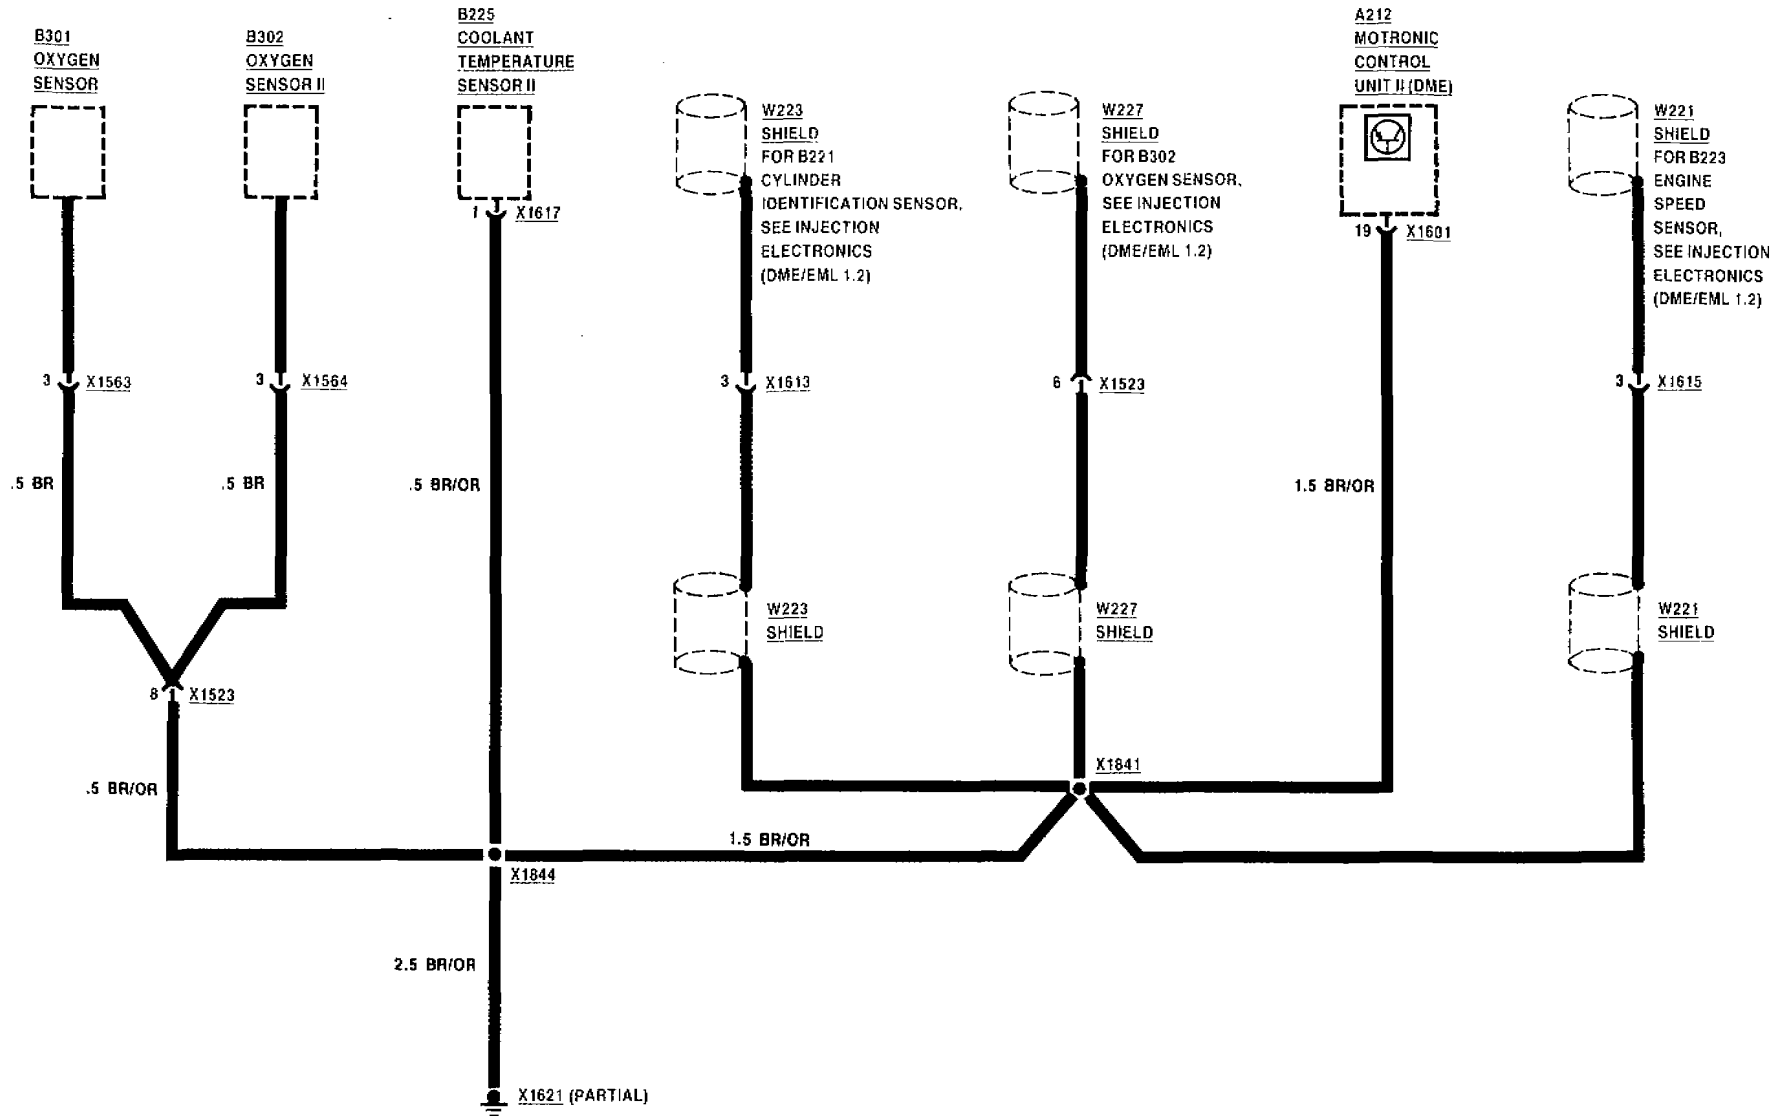 B301
OXYGEN
SENSOR
B302
OXYGEN
SENSOR II
B225
COOLANT
TEMPERATURE
SENSOR II
A212
MOTRONIC
CONTROL
UNIT II (DME)
W223
SHIELD
FOR B221
CYLINDER
IDENTIFICATION SENSOR,
SEE INJECTION
ELECTRONICS
(DME/EML 1.2)
W227
SHIELD
FOR B302
OXYGEN SENSOR,
SEE INJECTION
ELECTRONICS
(DME/EML 1.2)
W221
SHIELD
FOR B223
ENGINE
SPEED
SENSOR,
SEE INJECTION
ELECTRONICS
(DME/EML 1.2)
1 X1617
19 X1601
3 X1563
3 X1564
3 X1613
6 X1523
3 X1615
.5 BR
.5 BR
.5 BR/OR
1.5 BR/OR
W223
SHIELD
W227
SHIELD
W221
SHIELD
8 X1523
X1841
.5 BR/OR
1.5 BR/OR
X1844
2.5 BR/OR
X1621 (PARTIAL)